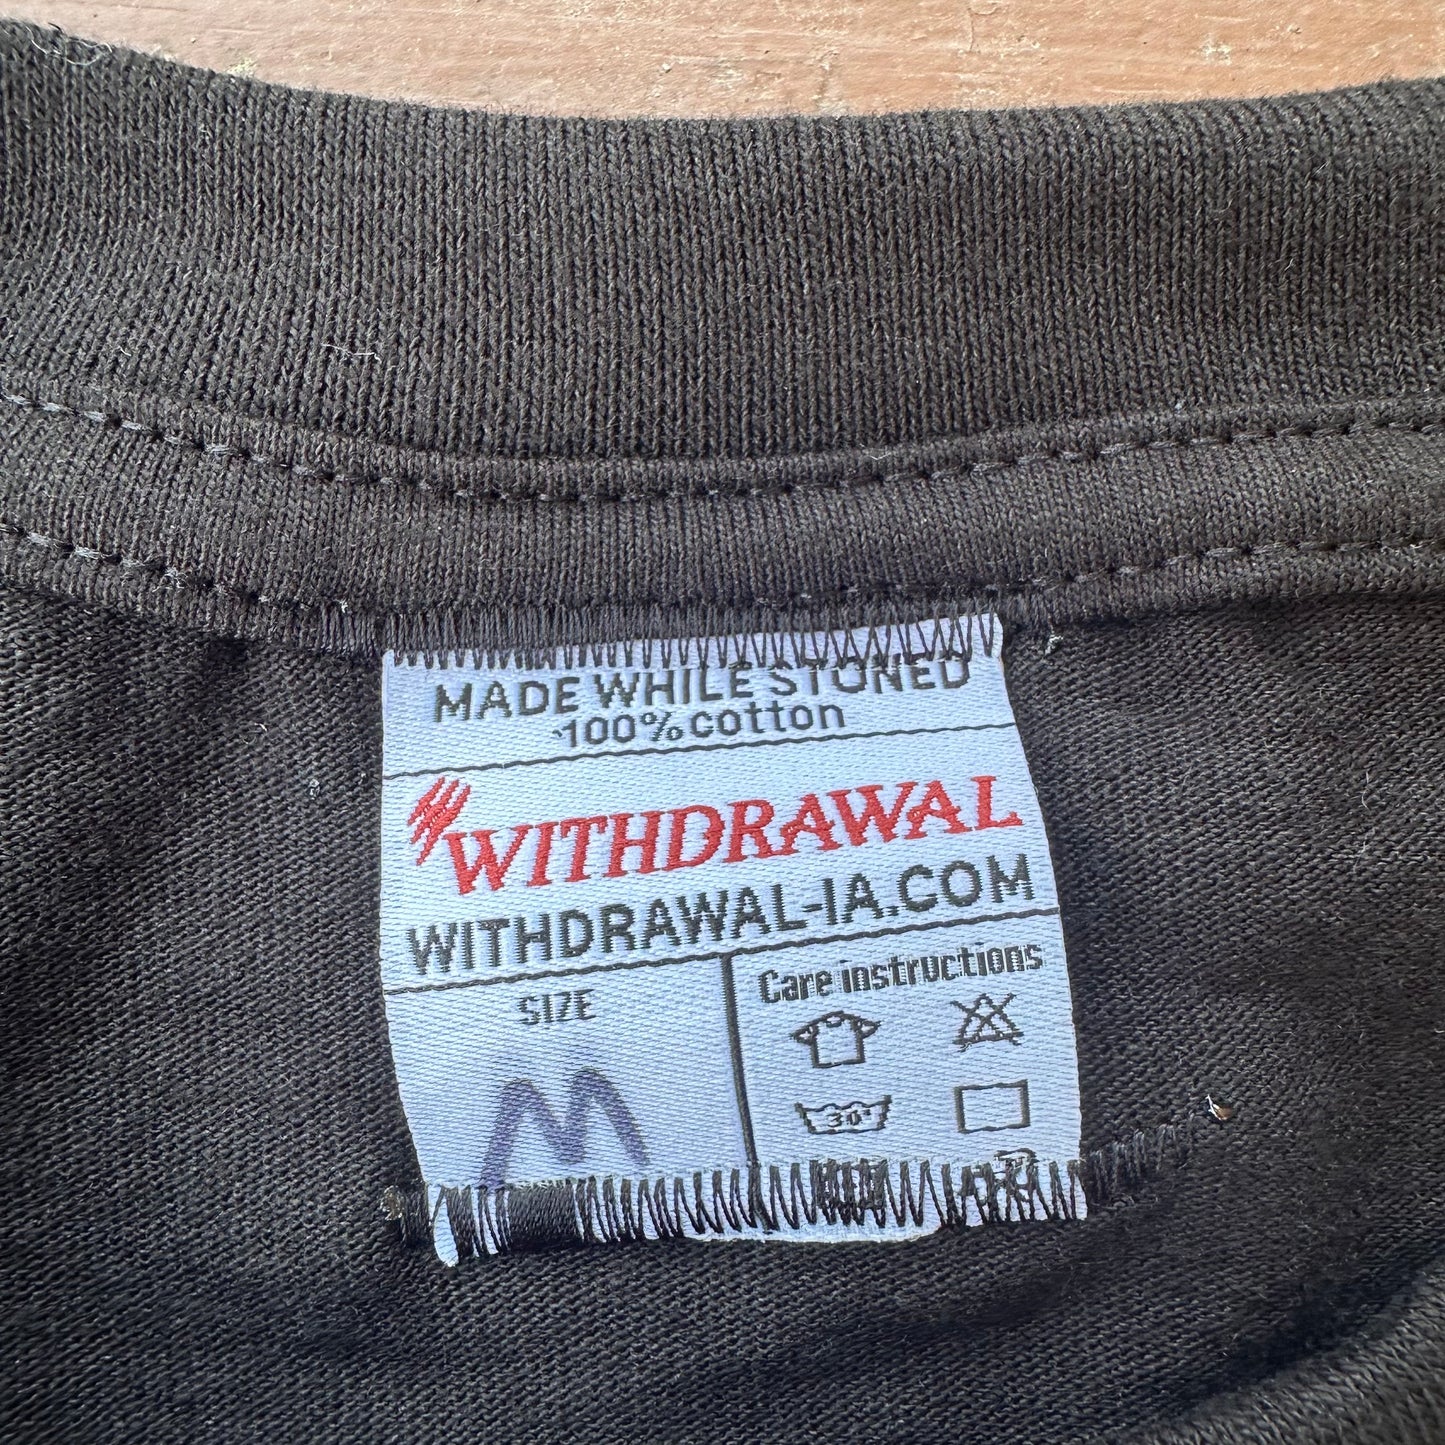 MADE WHILE STONED
100% cotton
WITHDRAWAL
WITHDRAWAL-IA.COM
SIZE
M
Care instructions
30°